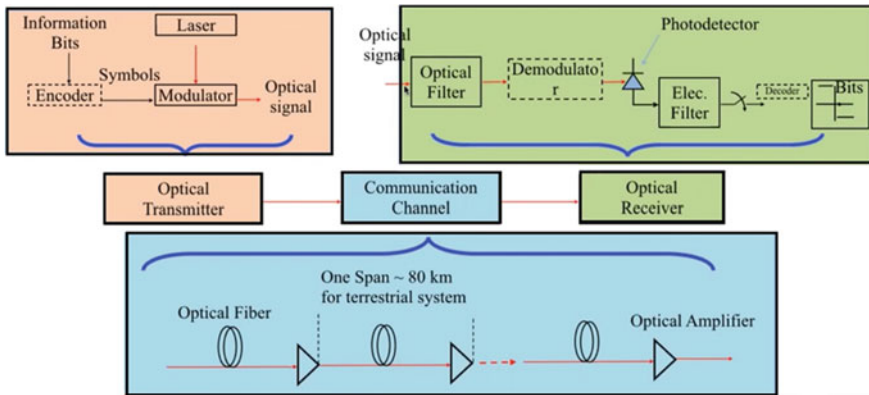 Information
Bits
Laser
Symbols
Encoder
Modulator
Optical
signal
Optical
signal
Photodetector
Optical
Filter
Demodulato
r
Elec.
Filter
Decoder
Bits
Optical
Transmitter
Communication
Channel
Optical
Receiver
One Span ~ 80 km
for terrestrial system
Optical Fiber
Optical Amplifier